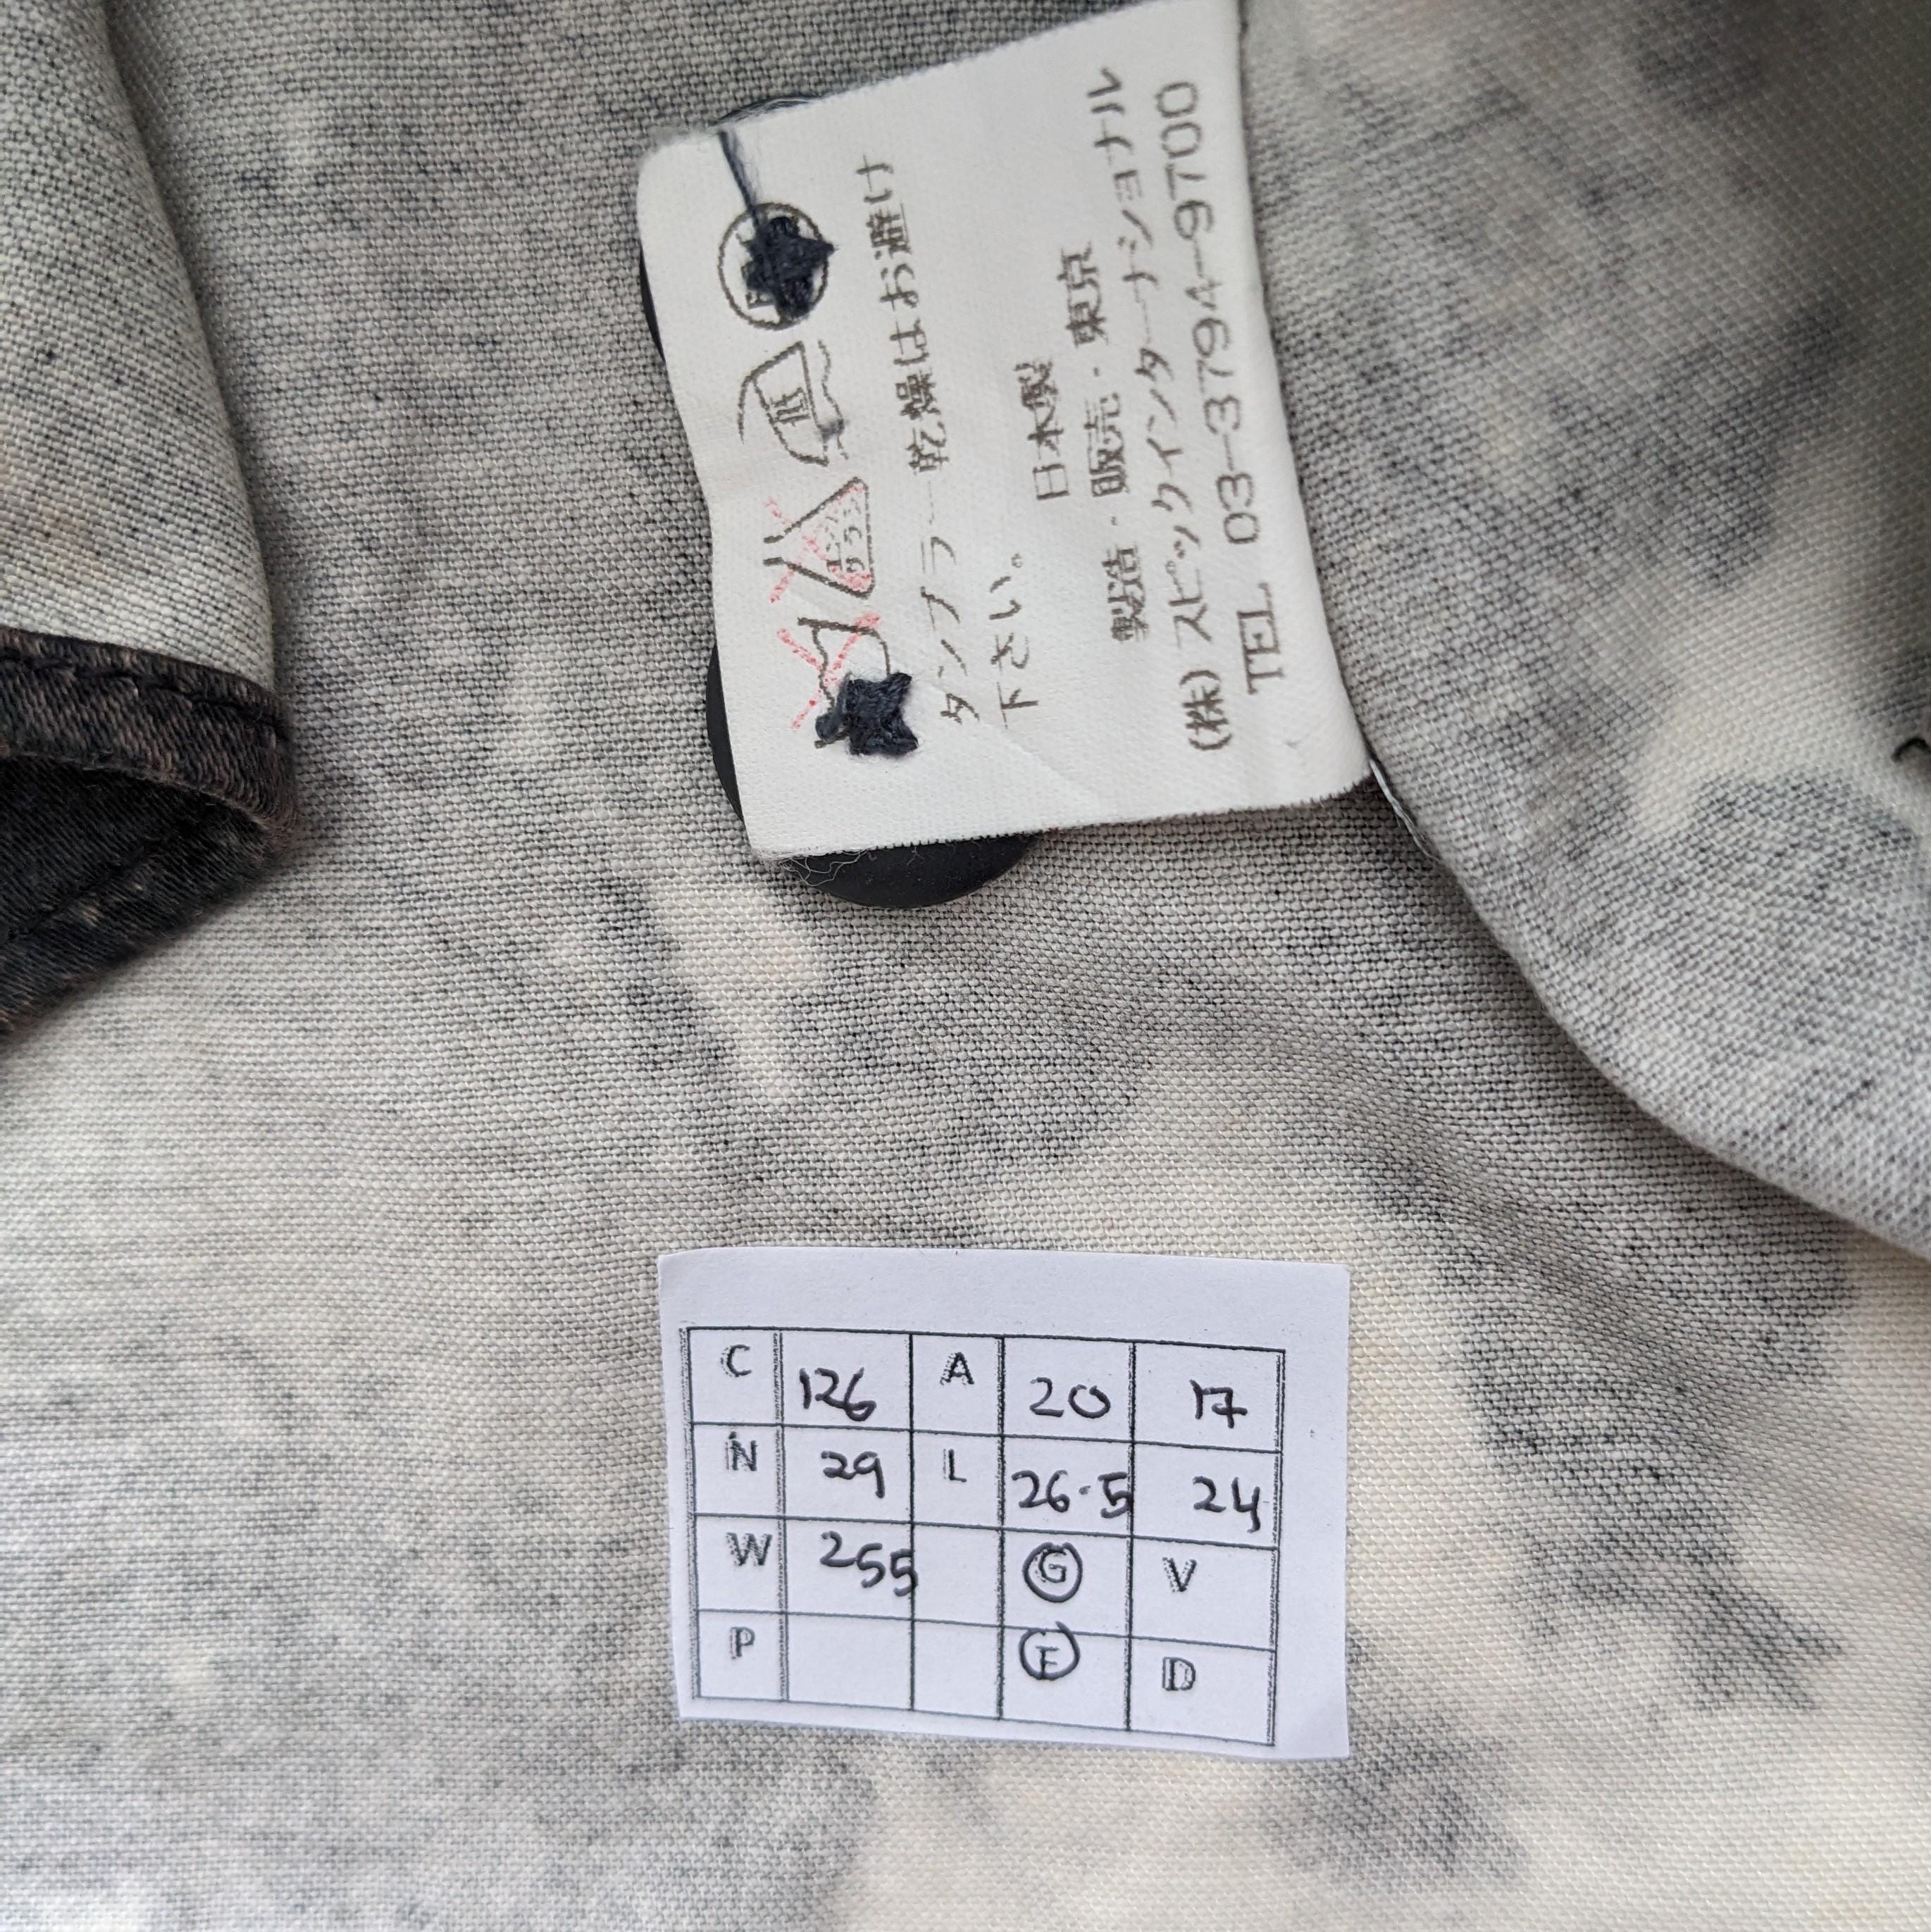 タンブラー乾燥はお避け
下さい。
日本製
製造・販売・東京
(株)スピックインターナショナル
TEL 03-3794-9700
C 126 A 20 17
N 29 L 26.5 24
W 255 G V
P F D